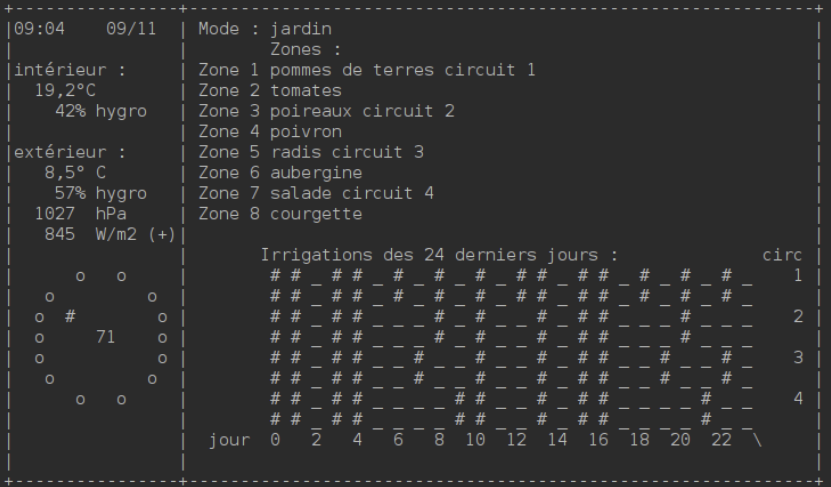 09:04 09/11
intérieur :
19,2°C
42% hygro
extérieur :
8,5° C
57% hygro
1027 hPa
845 W/m2 (+)
o o
o o
o # o
o 71 o
o o
o o
o o
Mode : jardin
Zones :
Zone 1 pommes de terres circuit 1
Zone 2 tomates
Zone 3 poireaux circuit 2
Zone 4 poivron
Zone 5 radis circuit 3
Zone 6 aubergine
Zone 7 salade circuit 4
Zone 8 courgette
Irrigations des 24 derniers jours : circ
# # _ # # _ # _ # _ # _ # # _ # # _ # _ # _ # _ 1
# # _ # # _ # _ # _ # _ # # _ # # _ # _ # _ # _
# # _ # # _ _ _ # _ # _ _ # _ # # _ _ _ # _ _ _ 2
# # _ # # _ _ _ # _ # _ _ # _ # # _ _ _ # _ _ _
# # _ # # _ _ # _ _ # _ _ # _ # # _ _ # _ _ # _ 3
# # _ # # _ _ # _ _ # _ _ # _ # # _ _ # _ _ # _
# # _ # # _ _ _ _ # # _ _ # _ # # _ _ _ _ # _ _ 4
# # _ # # _ _ _ _ # # _ _ # _ # # _ _ _ _ # _ _
jour 0 2 4 6 8 10 12 14 16 18 20 22 \